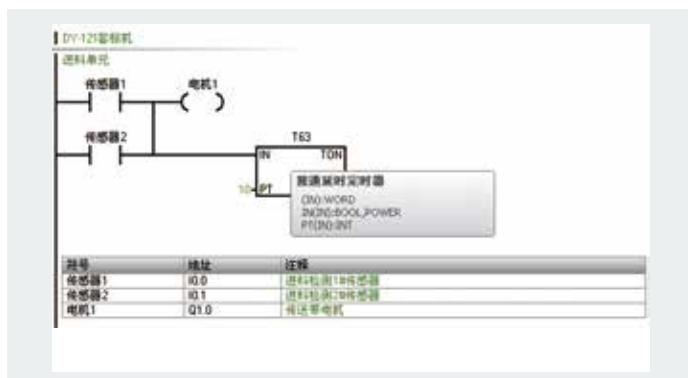 DY-121套标机
进料单元
传感器1 电机1
传感器2
T63
IN TON
10 PT
普通延时定时器
(IN):WORD
IN(IN):BOOL,POWER
PT(IN):INT
符号 地址 注释
传感器1 I0.0 进料检测1#传感器
传感器2 I0.1 进料检测2#传感器
电机1 Q1.0 传送带电机